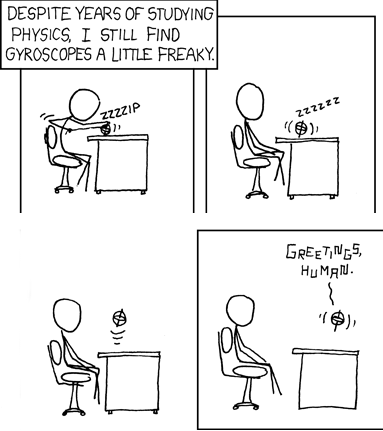 DESPITE YEARS OF STUDYING
PHYSICS, I STILL FIND
GYROSCOPES A LITTLE FREAKY.
ZZZZIP
ZZZZZZ
GREETINGS,
HUMAN.